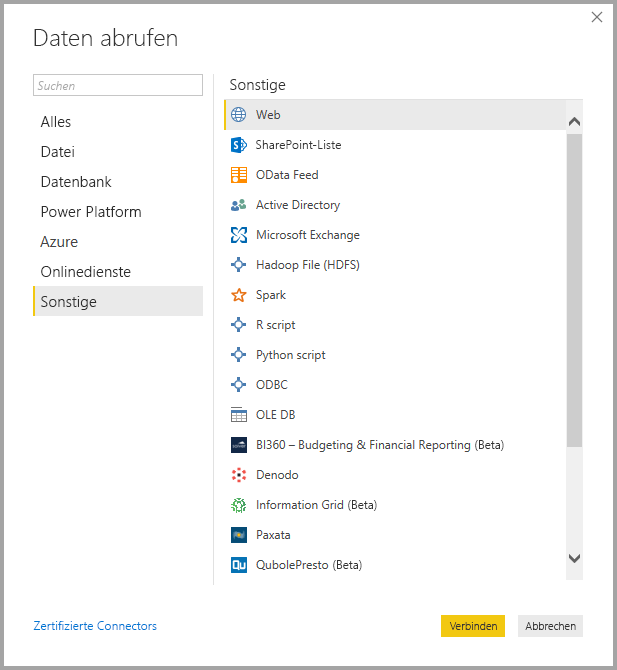 Daten abrufen
Suchen
Alles
Datei
Datenbank
Power Platform
Azure
Onlinedienste
Sonstige
Sonstige
Web
SharePoint-Liste
OData Feed
Active Directory
Microsoft Exchange
Hadoop File (HDFS)
Spark
R script
Python script
ODBC
OLE DB
BI360 – Budgeting & Financial Reporting (Beta)
Denodo
Information Grid (Beta)
Paxata
Qu QubolePresto (Beta)
Zertifizierte Connectors
Verbinden
Abbrechen